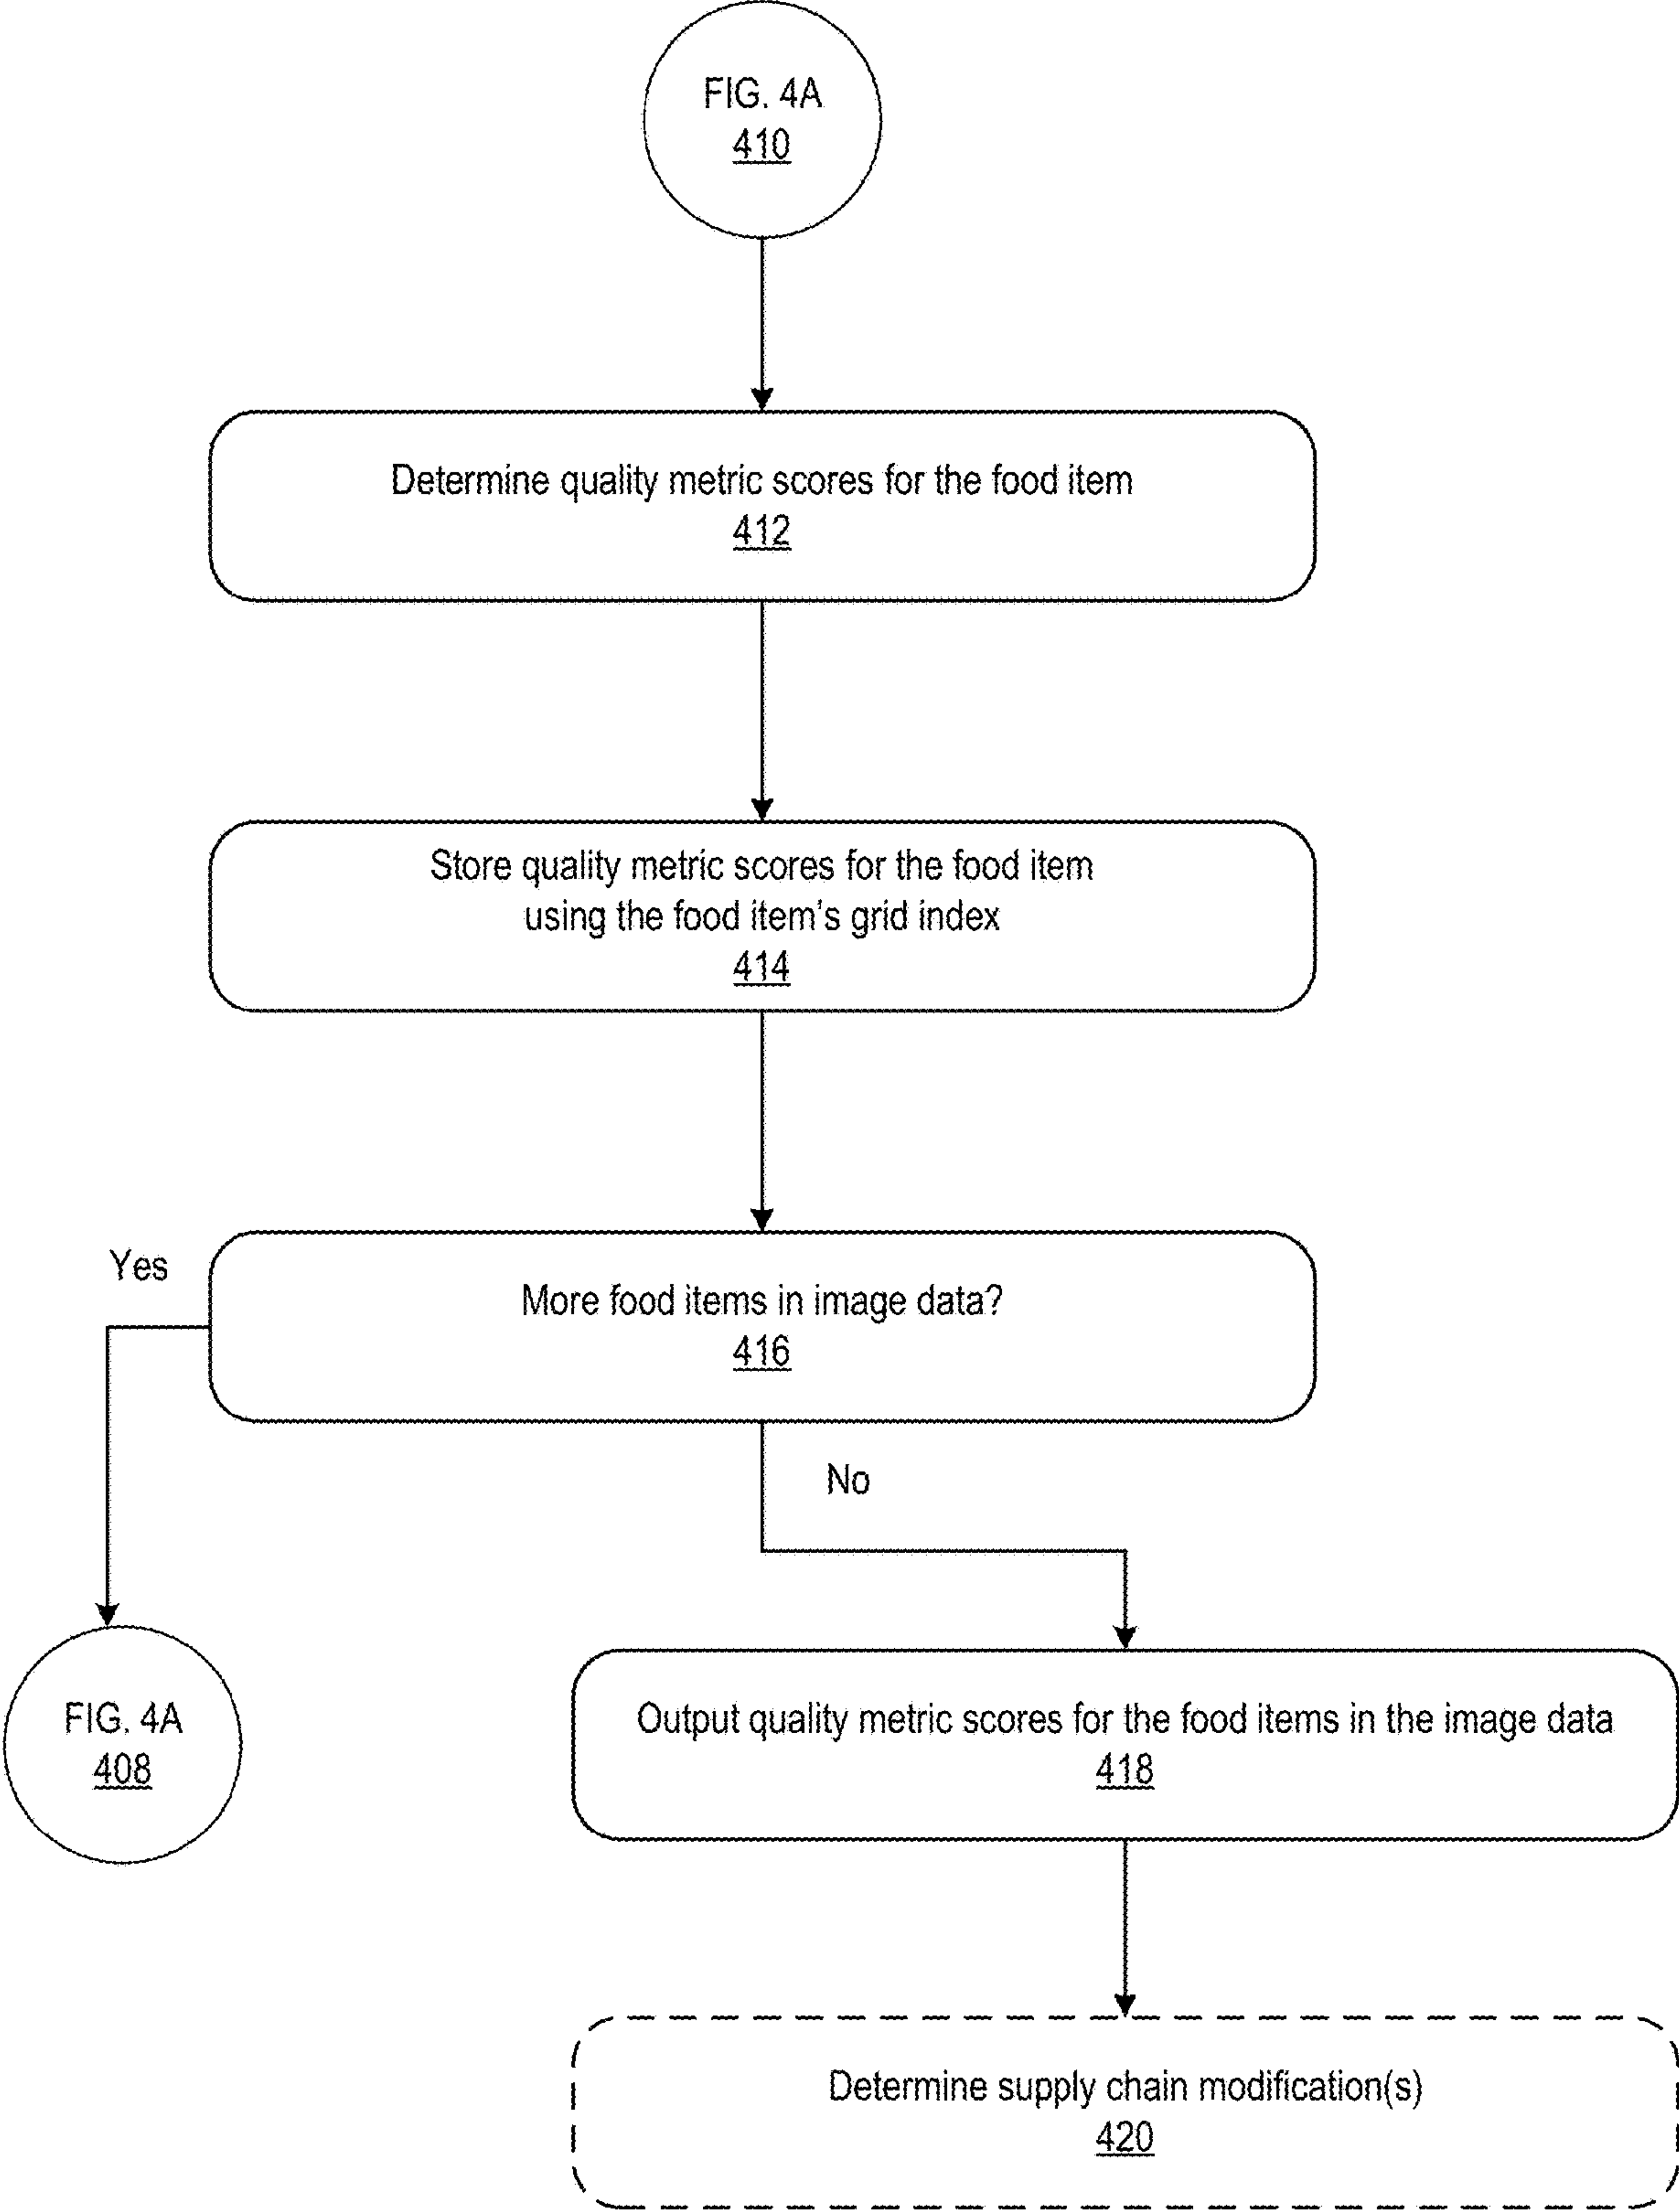 FIG. 4A
410
Determine quality metric scores for the food item
412
Store quality metric scores for the food item
using the food item's grid index
414
Yes
More food items in image data?
416
No
FIG. 4A
408
Output quality metric scores for the food items in the image data
418
Determine supply chain modification(s)
420